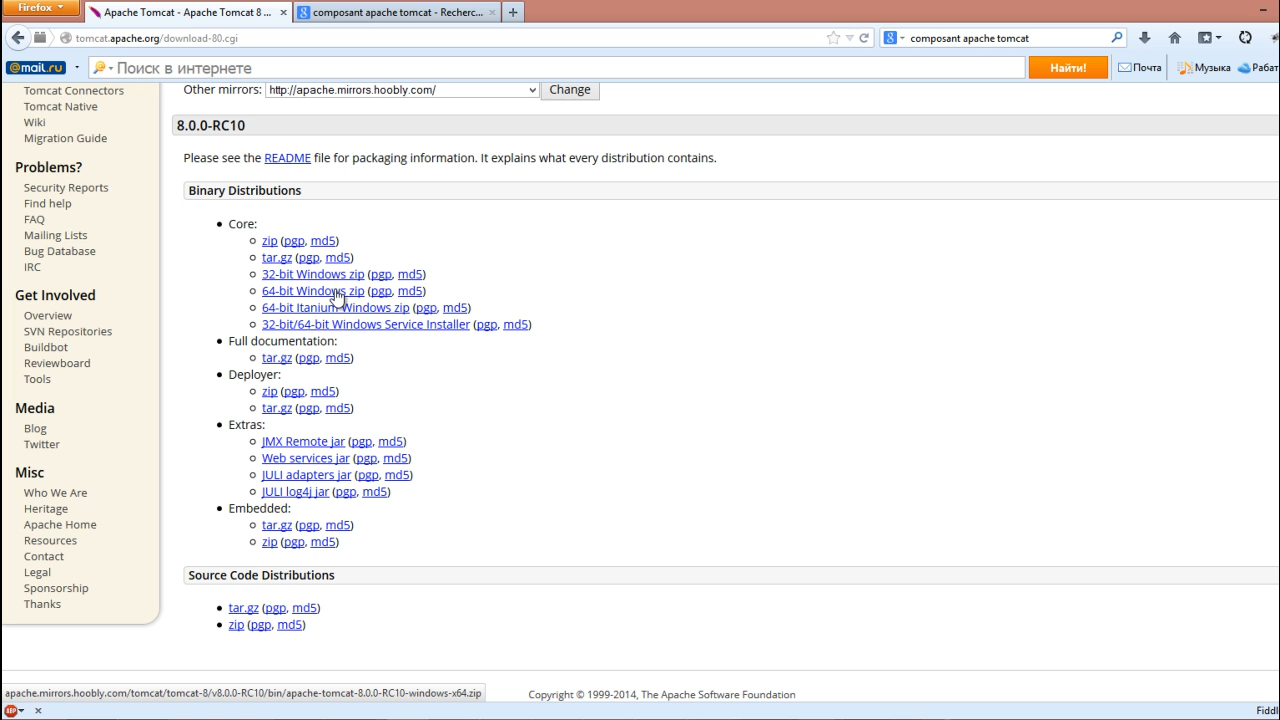 Firefox
Apache Tomcat - Apache Tomcat 8 ...
composant apache tomcat - Recherc...
tomcat.apache.org/download-80.cgi
composant apache tomcat
@mail.ru
Поиск в интернете
Найти!
Почта
Музыка
Работ
Tomcat Connectors
Tomcat Native
Wiki
Migration Guide
Problems?
Security Reports
Find help
FAQ
Mailing Lists
Bug Database
IRC
Get Involved
Overview
SVN Repositories
Buildbot
Reviewboard
Tools
Media
Blog
Twitter
Misc
Who We Are
Heritage
Apache Home
Resources
Contact
Legal
Sponsorship
Thanks
Other mirrors: http://apache.mirrors.hoobly.com/ Change
8.0.0-RC10
Please see the README file for packaging information. It explains what every distribution contains.
Binary Distributions
Core:
zip (pgp, md5)
tar.gz (pgp, md5)
32-bit Windows zip (pgp, md5)
64-bit Windows zip (pgp, md5)
64-bit Itanium Windows zip (pgp, md5)
32-bit/64-bit Windows Service Installer (pgp, md5)
Full documentation:
tar.gz (pgp, md5)
Deployer:
zip (pgp, md5)
tar.gz (pgp, md5)
Extras:
JMX Remote jar (pgp, md5)
Web services jar (pgp, md5)
JULI adapters jar (pgp, md5)
JULI log4j jar (pgp, md5)
Embedded:
tar.gz (pgp, md5)
zip (pgp, md5)
Source Code Distributions
tar.gz (pgp, md5)
zip (pgp, md5)
apache.mirrors.hoobly.com/tomcat/tomcat-8/v8.0.0-RC10/bin/apache-tomcat-8.0.0-RC10-windows-x64.zip
Copyright © 1999-2014, The Apache Software Foundation
ABP
Fiddl